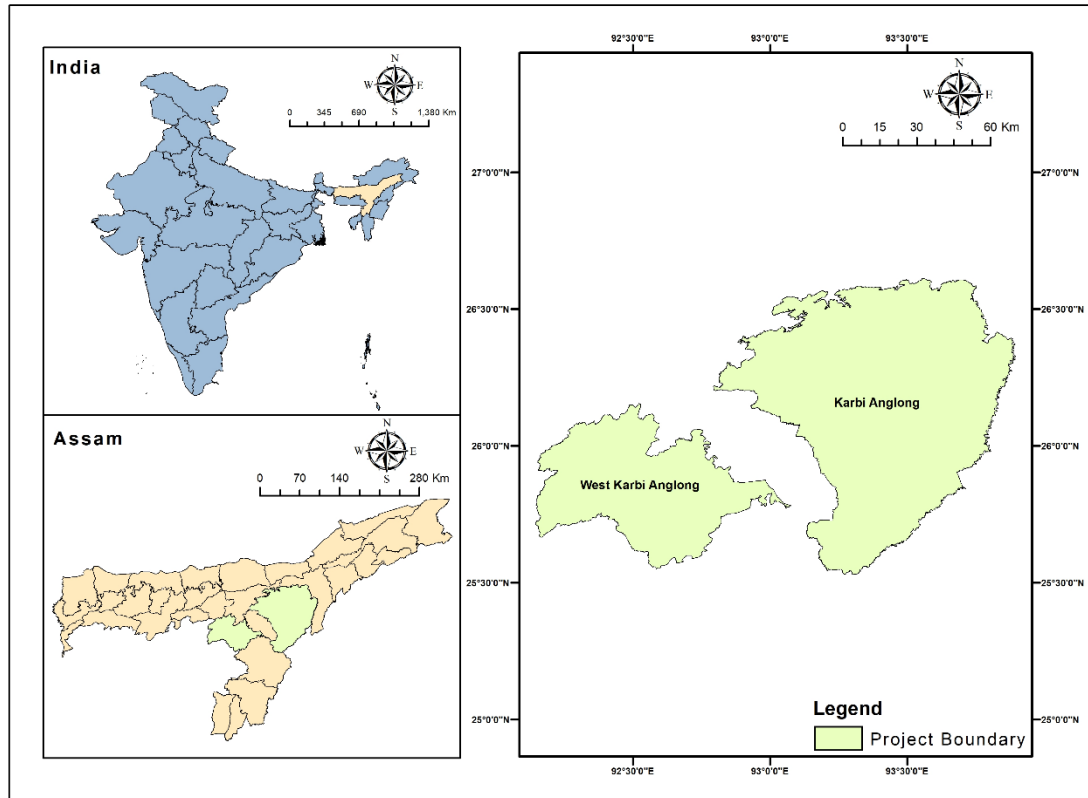 India
N
W E
S
0 345 690 1,380 Km
Assam
N
W E
S
0 70 140 280 Km
92°30'0"E 93°0'0"E 93°30'0"E
N
W E
S
0 15 30 60 Km
27°0'0"N
26°30'0"N
26°0'0"N
25°30'0"N
25°0'0"N
27°0'0"N
26°30'0"N
26°0'0"N
25°30'0"N
25°0'0"N
Karbi Anglong
West Karbi Anglong
Legend
Project Boundary
92°30'0"E 93°0'0"E 93°30'0"E